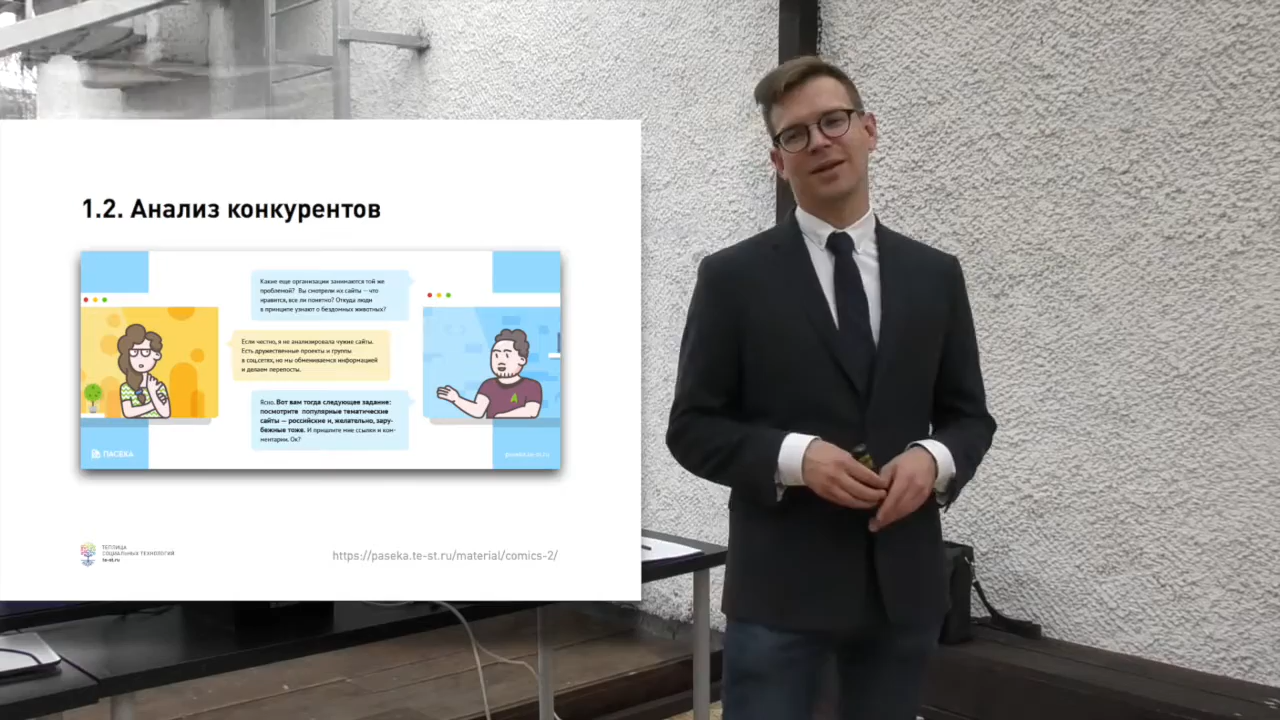 1.2. Анализ конкурентов
Какие еще организации занимаются той же
проблемой? Вы смотрели их сайты – что
нравится, все ли понятно? Откуда люди
в принципе узнают о бездомных животных?
Если честно, я не анализировала чужие сайты.
Есть дружественные проекты и группы
в соц.сетях, но мы обмениваемся информацией
и делаем перепосты.
Ясно. Вот вам тогда следующее задание:
посмотрите популярные тематические
сайты — российские и, желательно, зару-
бежные тоже. И пришлите мне ссылки и ком-
ментарии. Ок?
ПАСЕКА
paseka.te-st.ru
ТЕПЛИЦА
СОЦИАЛЬНЫХ ТЕХНОЛОГИЙ
te-st.ru
https://paseka.te-st.ru/material/comics-2/